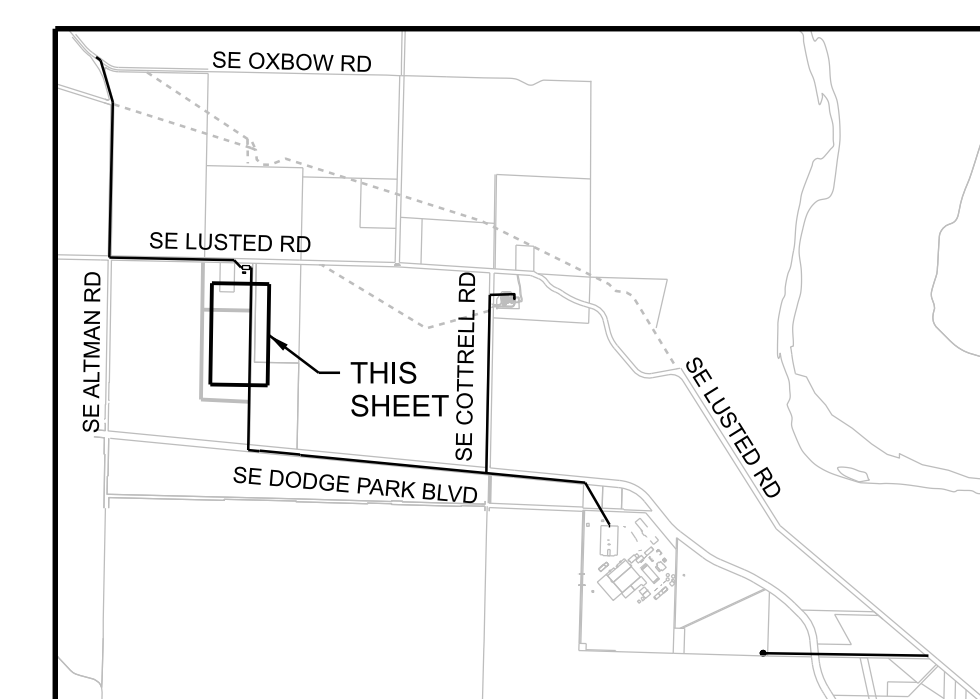 SE OXBOW RD
SE LUSTED RD
SE ALTMAN RD
THIS
SHEET
SE COTTRELL RD
SE LUSTED RD
SE DODGE PARK BLVD